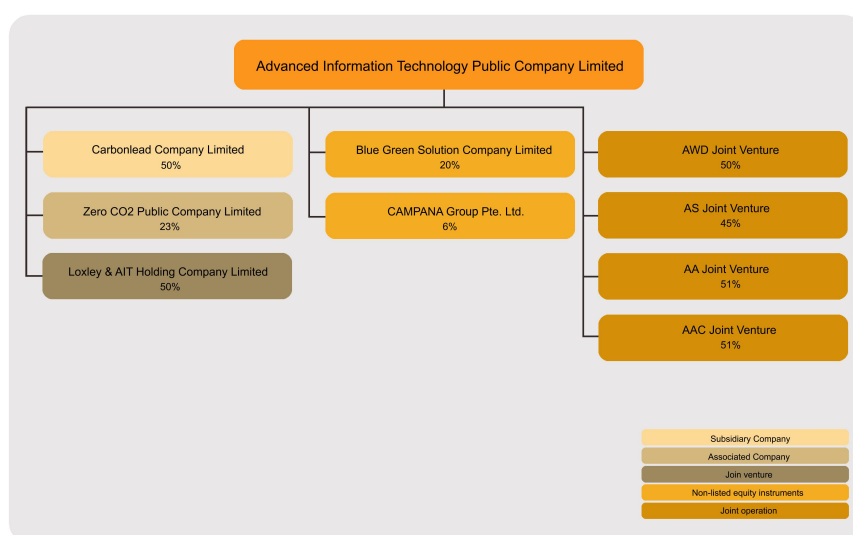 Advanced Information Technology Public Company Limited
Carbonlead Company Limited
50%
Zero CO2 Public Company Limited
23%
Loxley & AIT Holding Company Limited
50%
Blue Green Solution Company Limited
20%
CAMPANA Group Pte. Ltd.
6%
AWD Joint Venture
50%
AS Joint Venture
45%
AA Joint Venture
51%
AAC Joint Venture
51%
Subsidiary Company
Associated Company
Join venture
Non-listed equity instruments
Joint operation